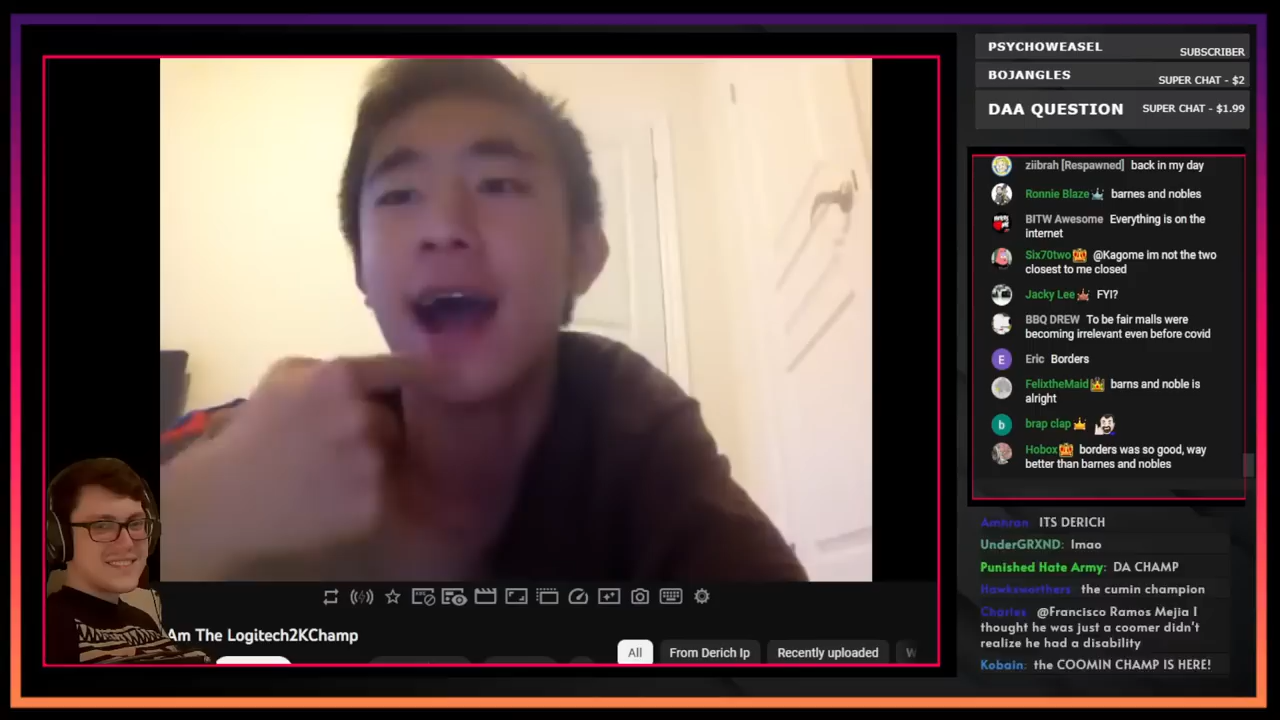 PSYCHOWEASEL
SUBSCRIBER
BOJANGLES
SUPER CHAT - $2
DAA QUESTION
SUPER CHAT - $1.99
ziibrah [Respawned] back in my day
Ronnie Blaze barnes and nobles
BITW Awesome Everything is on the
internet
Six70two @Kagome im not the two
closest to me closed
Jacky Lee FYI?
BBQ DREW To be fair malls were
becoming irrelevant even before covid
E Eric Borders
FelixtheMaid barns and noble is
alright
b brap clap
Hobox borders was so good, way
better than barnes and nobles
ITS DERICH
UnderGRXND: lmao
Punished Hate Army: DA CHAMP
Hawksworthers the cumin champion
Charles @Francisco Ramos Mejia I
thought he was just a coomer didn't
realize he had a disability
Kobain: the COOMIN CHAMP IS HERE!
Am The Logitech2KChamp
All
From Derich Ip
Recently uploaded
W